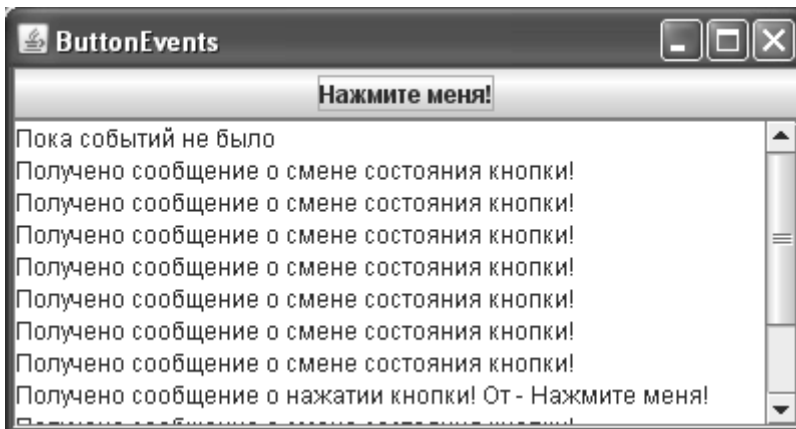 ButtonEvents
Нажмите меня!
Пока событий не было
Получено сообщение о смене состояния кнопки!
Получено сообщение о смене состояния кнопки!
Получено сообщение о смене состояния кнопки!
Получено сообщение о смене состояния кнопки!
Получено сообщение о смене состояния кнопки!
Получено сообщение о смене состояния кнопки!
Получено сообщение о смене состояния кнопки!
Получено сообщение о нажатии кнопки! От - Нажмите меня!